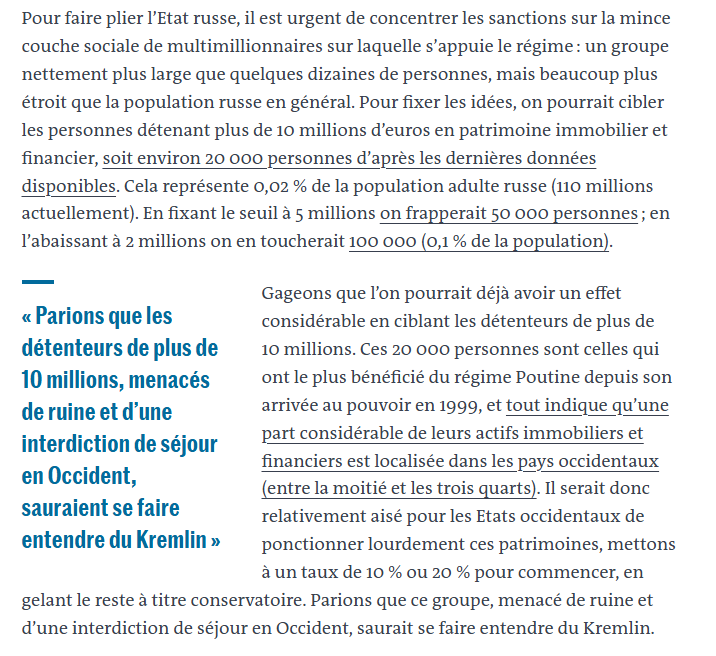 Pour faire plier l’Etat russe, il est urgent de concentrer les sanctions sur la mince
couche sociale de multimillionnaires sur laquelle s’appuie le régime : un groupe
nettement plus large que quelques dizaines de personnes, mais beaucoup plus
étroit que la population russe en général. Pour fixer les idées, on pourrait cibler
les personnes détenant plus de 10 millions d’euros en patrimoine immobilier et
financier, soit environ 20 000 personnes d’après les dernières données
disponibles. Cela représente 0,02 % de la population adulte russe (110 millions
actuellement). En fixant le seuil à 5 millions on frapperait 50 000 personnes ; en
l’abaissant à 2 millions on en toucherait 100 000 (0,1 % de la population).
« Parions que les
détenteurs de plus de
10 millions, menacés
de ruine et d’une
interdiction de séjour
en Occident,
sauraient se faire
entendre du Kremlin »
Gageons que l’on pourrait déjà avoir un effet
considérable en ciblant les détenteurs de plus de
10 millions. Ces 20 000 personnes sont celles qui
ont le plus bénéficié du régime Poutine depuis son
arrivée au pouvoir en 1999, et tout indique qu’une
part considérable de leurs actifs immobiliers et
financiers est localisée dans les pays occidentaux
(entre la moitié et les trois quarts). Il serait donc
relativement aisé pour les Etats occidentaux de
ponctionner lourdement ces patrimoines, mettons
à un taux de 10 % ou 20 % pour commencer, en
gelant le reste à titre conservatoire. Parions que ce groupe, menacé de ruine et
d’une interdiction de séjour en Occident, saurait se faire entendre du Kremlin.